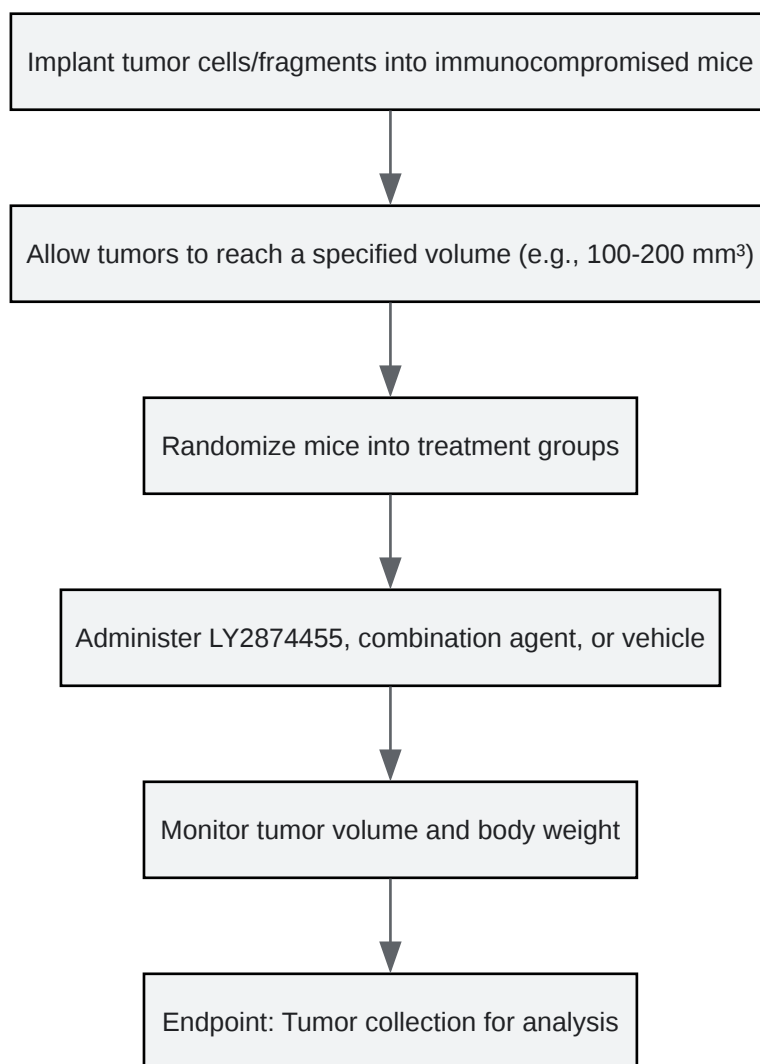 Implant tumor cells/fragments into immunocompromised mice
Allow tumors to reach a specified volume (e.g., 100-200 mm³)
Randomize mice into treatment groups
Administer LY2874455, combination agent, or vehicle
Monitor tumor volume and body weight
Endpoint: Tumor collection for analysis